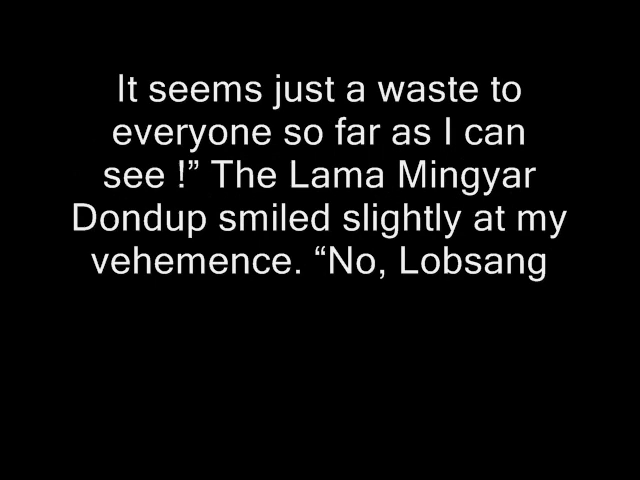 It seems just a waste to
everyone so far as I can
see !” The Lama Mingyar
Dondup smiled slightly at my
vehemence. “No, Lobsang